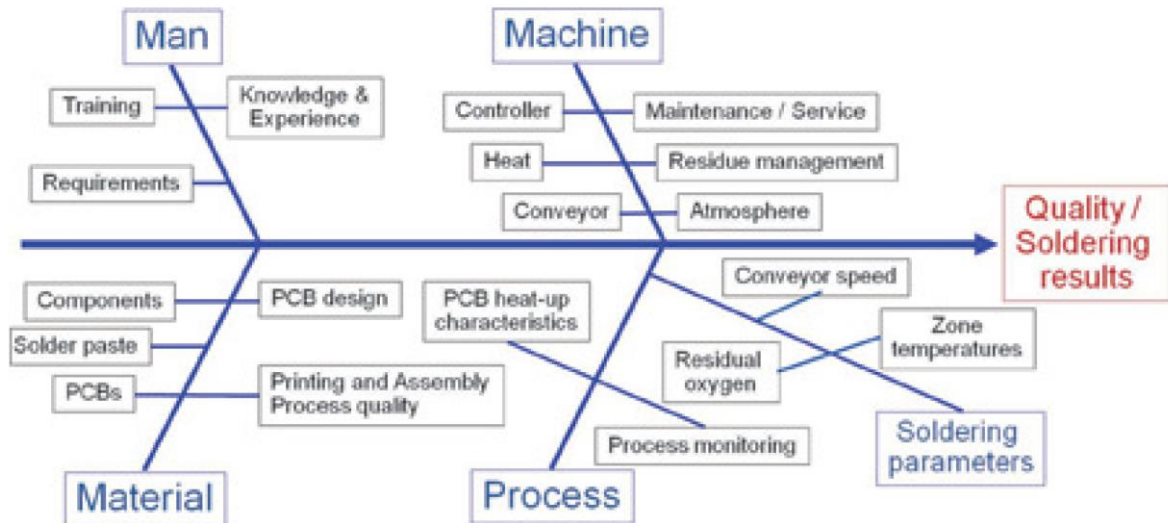 Man
Machine
Training
Knowledge &
Experience
Controller
Maintenance / Service
Requirements
Heat
Residue management
Conveyor
Atmosphere
Quality /
Soldering
results
Components
PCB design
PCB heat-up
characteristics
Conveyor speed
Solder paste
Residual
oxygen
Zone
temperatures
PCBs
Printing and Assembly
Process quality
Process monitoring
Soldering
parameters
Material
Process